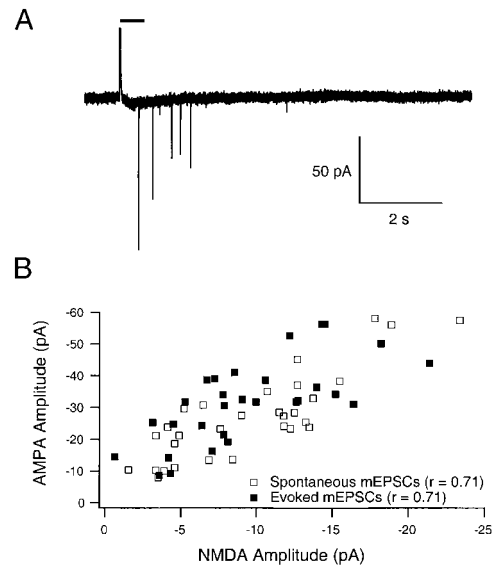 A
50 pA
2 s
B
AMPA Amplitude (pA)
-60
-50
-40
-30
-20
-10
0
Spontaneous mEPSCs (r = 0.71)
Evoked mEPSCs (r = 0.71)
0 -5 -10 -15 -20 -25
NMDA Amplitude (pA)